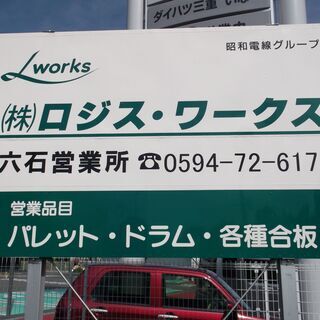 ダイハツ三重
Lworks
昭和電線グループ
(株)ロジス・ワークス
六石営業所 ☎0594-72-617
営業品目
パレット・ドラム・各種合板